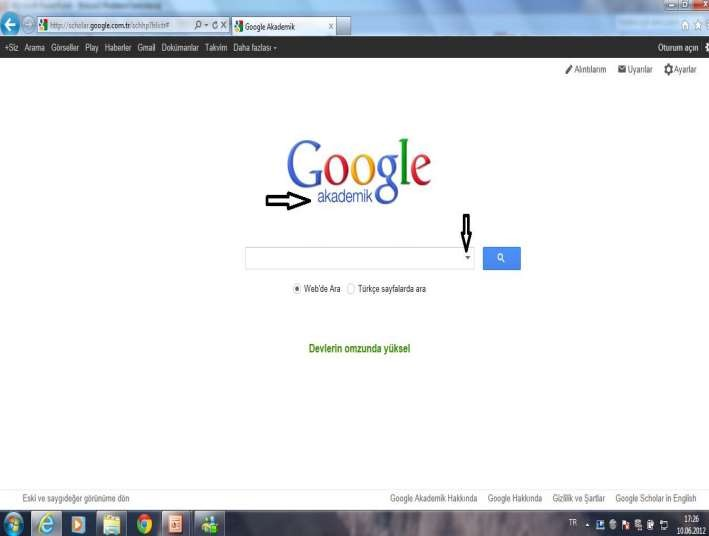 http://scholar.google.com.tr/schhp?hl=tr#
Google Akademik
+Siz Arama Görseller Play Haberler Gmail Dokümanlar Takvim Daha fazlası
Oturum açın
Alıntılarım Uyarılar Ayarlar
Google
akademik
Web'de Ara Türkçe sayfalarda ara
Devlerin omzunda yüksel
Eski ve saygıdeğer görünüme dön
Google Akademik Hakkında Google Hakkında Gizlilik ve Şartlar Google Scholar in English
TR
17:26
10.06.2012